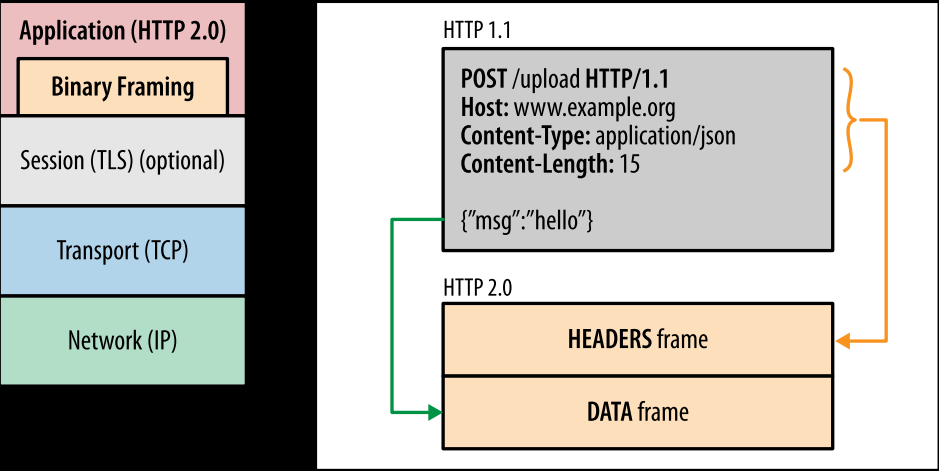 Application (HTTP 2.0)
Binary Framing
Session (TLS) (optional)
Transport (TCP)
Network (IP)
HTTP 1.1
POST /upload HTTP/1.1
Host: www.example.org
Content-Type: application/json
Content-Length: 15
{”msg”:”hello”}
HTTP 2.0
HEADERS frame
DATA frame